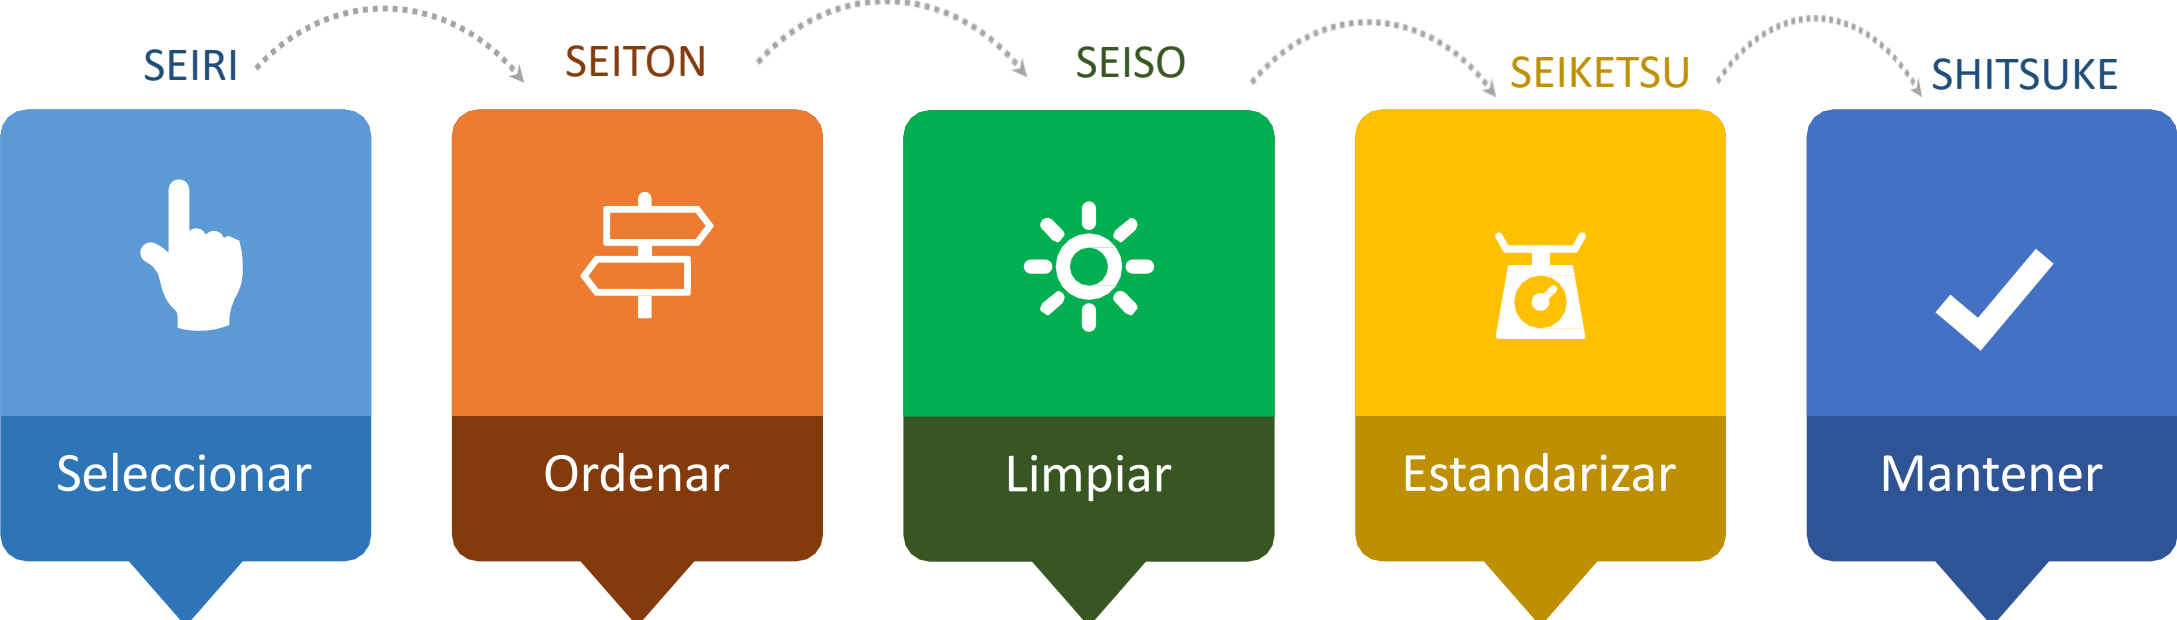 SEIRI
SEITON
SEISO
SEIKETSU
SHITSUKE
Seleccionar
Ordenar
Limpiar
Estandarizar
Mantener